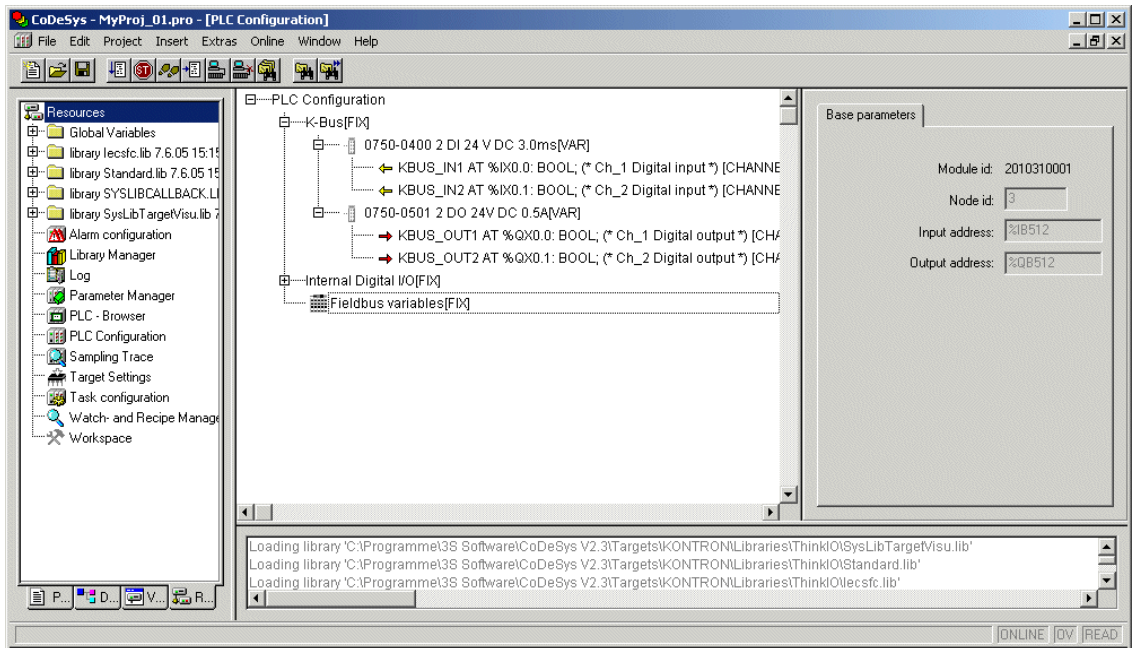 CoDeSys - MyProj_01.pro - [PLC Configuration]
File Edit Project Insert Extras Online Window Help
Resources
Global Variables
library Iecsfc.lib 7.6.05 15:15
library Standard.lib 7.6.05 15
library SYSLIBCALLBACK.LI
library SysLibTargetVisu.lib 7
Alarm configuration
Library Manager
Log
Parameter Manager
PLC - Browser
PLC Configuration
Sampling Trace
Target Settings
Task configuration
Watch- and Recipe Manage
Workspace
P... D... V... R...
PLC Configuration
K-Bus[FIX]
0750-0400 2 DI 24 V DC 3.0ms[VAR]
KBUS_IN1 AT %IX0.0: BOOL; (* Ch_1 Digital input *) [CHANNE
KBUS_IN2 AT %IX0.1: BOOL; (* Ch_2 Digital input *) [CHANNE
0750-0501 2 DO 24V DC 0.5A[VAR]
KBUS_OUT1 AT %QX0.0: BOOL; (* Ch_1 Digital output *) [CHA
KBUS_OUT2 AT %QX0.1: BOOL; (* Ch_2 Digital output *) [CHA
Internal Digital I/O[FIX]
Fieldbus variables[FIX]
Base parameters
Module id: 2010310001
Node id: 3
Input address: %IB512
Output address: %QB512
Loading library 'C:\Programme\3S Software\CoDeSys V2.3\Targets\KONTRON\Libraries\ThinkIO\SysLibTargetVisu.lib'
Loading library 'C:\Programme\3S Software\CoDeSys V2.3\Targets\KONTRON\Libraries\ThinkIO\Standard.lib'
Loading library 'C:\Programme\3S Software\CoDeSys V2.3\Targets\KONTRON\Libraries\ThinkIO\Iecsfc.lib'
ONLINE OV READ